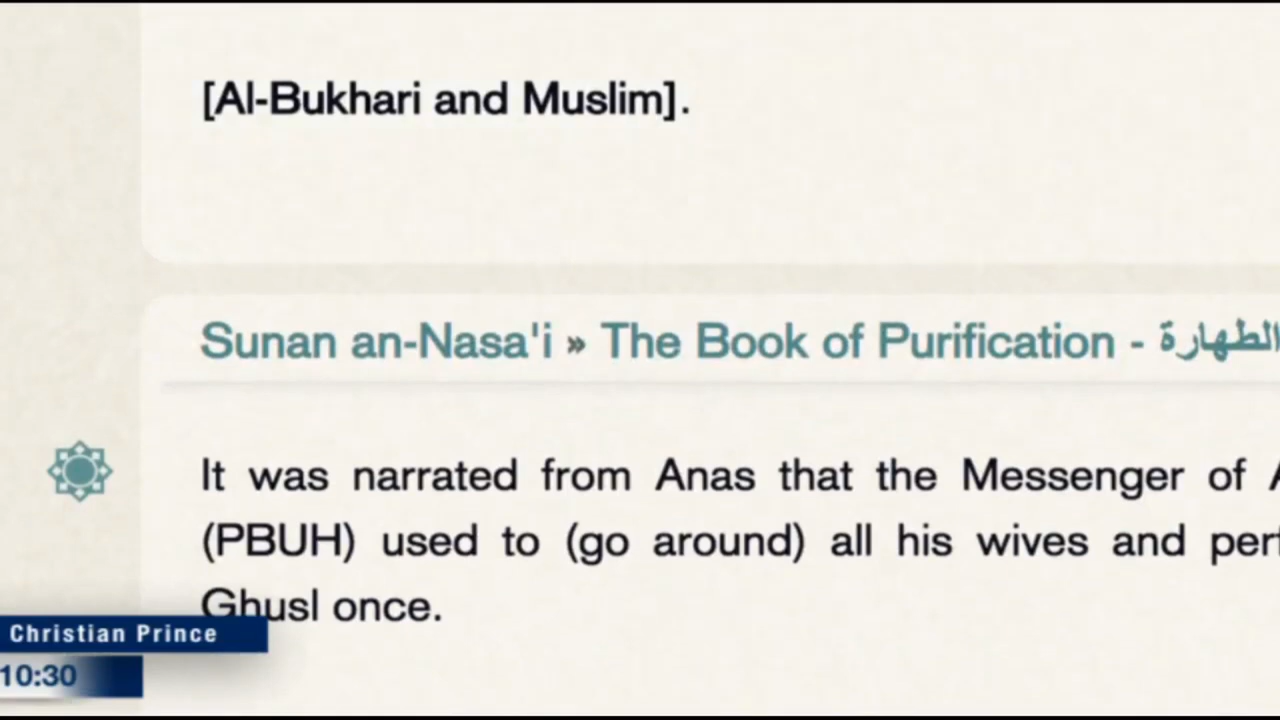 [Al-Bukhari and Muslim].
Sunan an-Nasa'i » The Book of Purification - الطهارة
It was narrated from Anas that the Messenger of
(PBUH) used to (go around) all his wives and
Ghusl once.
Christian Prince
10:30